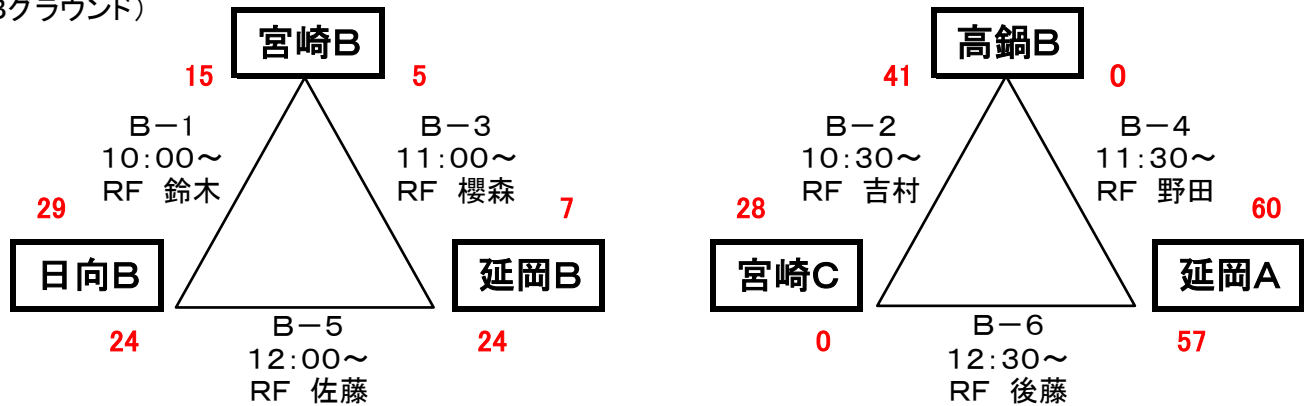 Bグラウンド）
宮崎B
15 5
B－1
10:00～
RF 鈴木
B－3
11:00～
RF 櫻森
29 7
日向B
延岡B
24 24
B－5
12:00～
RF 佐藤
高鍋B
41 0
B－2
10:30～
RF 吉村
B－4
11:30～
RF 野田
28 60
宮崎C
延岡A
0 57
B－6
12:30～
RF 後藤